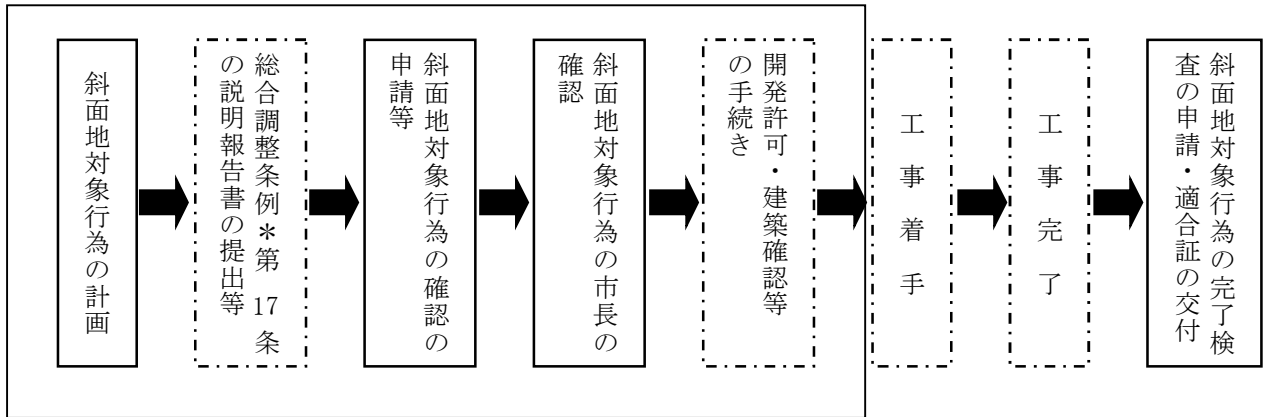 斜面地対象行為の計画
総合調整条例＊第 17 条
の説明報告書の提出等
斜面地対象行為の確認の
申請等
斜面地対象行為の市長の
確認
開発許可・建築確認等
の手続き
工事着手
工事完了
斜面地対象行為の完了検
査の申請・適合証の交付